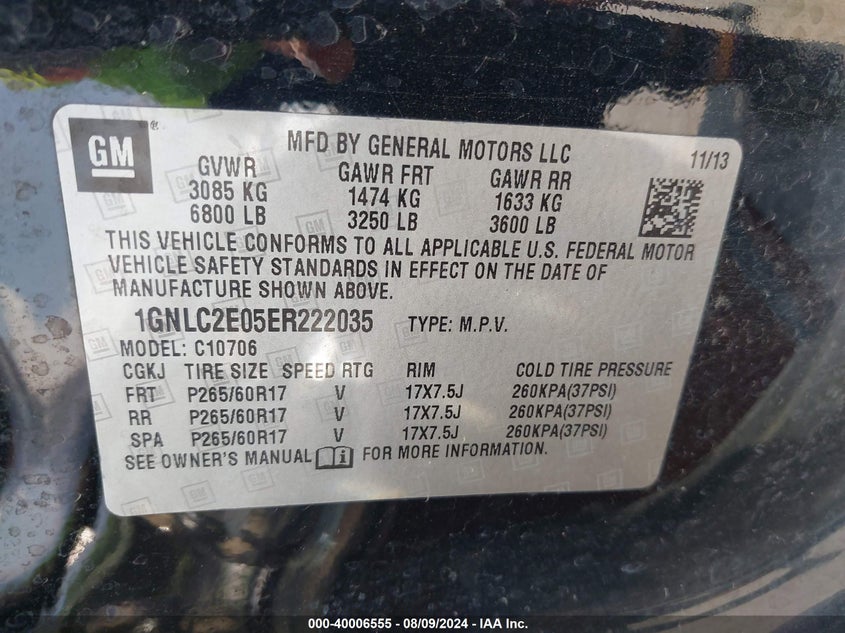 GM®
MFD BY GENERAL MOTORS LLC
11/13
GVWR GAWR FRT GAWR RR
3085 KG 1474 KG 1633 KG
6800 LB 3250 LB 3600 LB
THIS VEHICLE CONFORMS TO ALL APPLICABLE U.S. FEDERAL MOTOR
VEHICLE SAFETY STANDARDS IN EFFECT ON THE DATE OF
MANUFACTURE SHOWN ABOVE.
1GNLC2E05ER222035 TYPE: M.P.V.
MODEL: C10706
CGKJ TIRE SIZE SPEED RTG RIM COLD TIRE PRESSURE
FRT P265/60R17 V 17X7.5J 260KPA(37PSI)
RR P265/60R17 V 17X7.5J 260KPA(37PSI)
SPA P265/60R17 V 17X7.5J 260KPA(37PSI)
SEE OWNER'S MANUAL i FOR MORE INFORMATION.
000-40006555 - 08/09/2024 - IAA Inc.